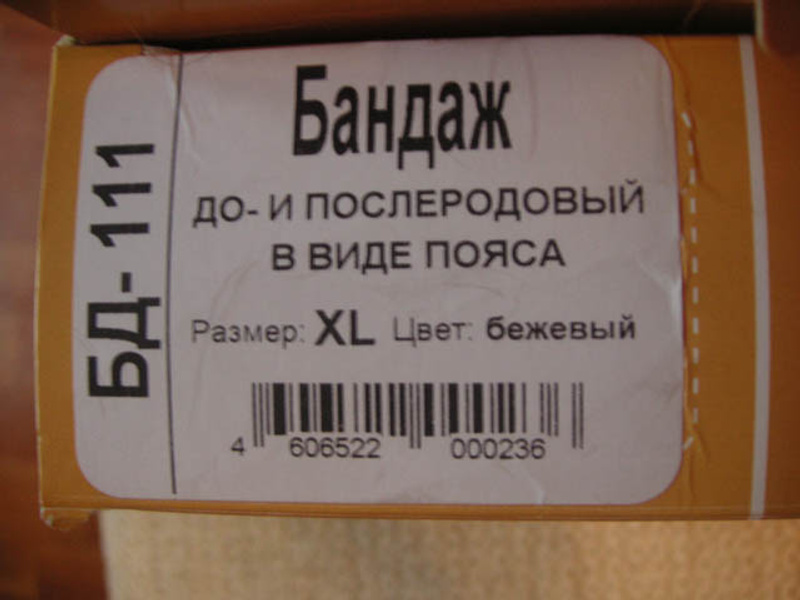 БД- 111
Бандаж
ДО- И ПОСЛЕРОДОВЫЙ
В ВИДЕ ПОЯСА
Размер: XL Цвет: бежевый
4 606522 000236